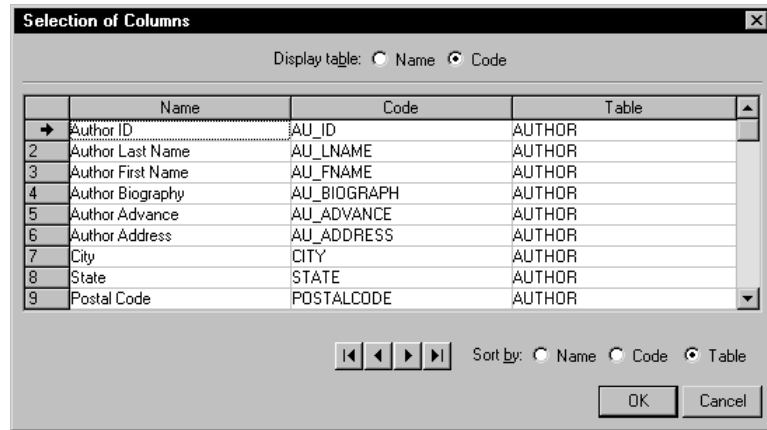 Selection of Columns
Display table: Name Code
Name Code Table
Author ID AU_ID AUTHOR
2 Author Last Name AU_LNAME AUTHOR
3 Author First Name AU_FNAME AUTHOR
4 Author Biography AU_BIOGRAPH AUTHOR
5 Author Advance AU_ADVANCE AUTHOR
6 Author Address AU_ADDRESS AUTHOR
7 City CITY AUTHOR
8 State STATE AUTHOR
9 Postal Code POSTALCODE AUTHOR
Sort by: Name Code Table
OK Cancel